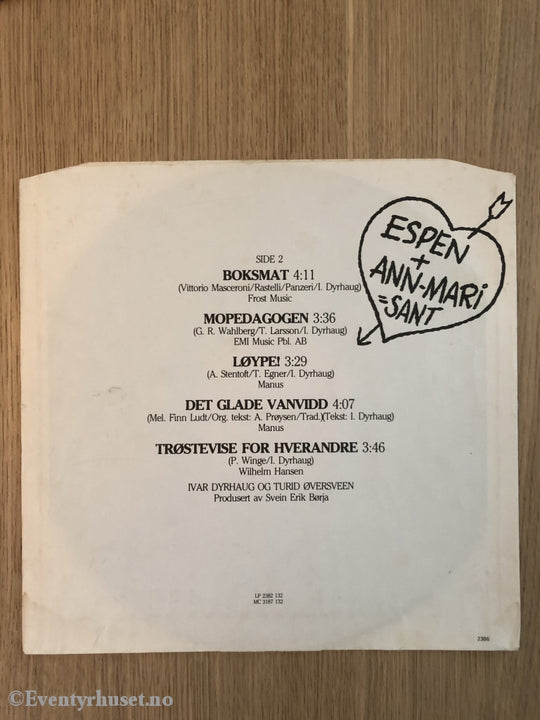 ESPEN
+
ANN-MARI
= SANT
SIDE 2
BOKSMAT 4:11
(Vittorio Masceroni/Rastelli/Panzeri/I. Dyrhaug)
Frost Music
MOPEDAGOGEN 3:36
(G. R. Wahlberg/T. Larsson/I. Dyrhaug)
EMI Music Pbl. AB
LØYPE! 3:29
(A. Stentoft/T. Egner/I. Dyrhaug)
Manus
DET GLADE VANVIDD 4:07
(Mel. Finn Ludt/Org. tekst: A. Prøysen/Trad.)(Tekst: I. Dyrhaug)
Manus
TRØSTEVISE FOR HVERANDRE 3:46
(P. Winge/I. Dyrhaug)
Wilhelm Hansen
IVAR DYRHAUG OG TURID ØVERSVEEN
Produsert av Svein Erik Børja
LP 2382 132
MC 3187 132
2386
©Eventyrhuset.no